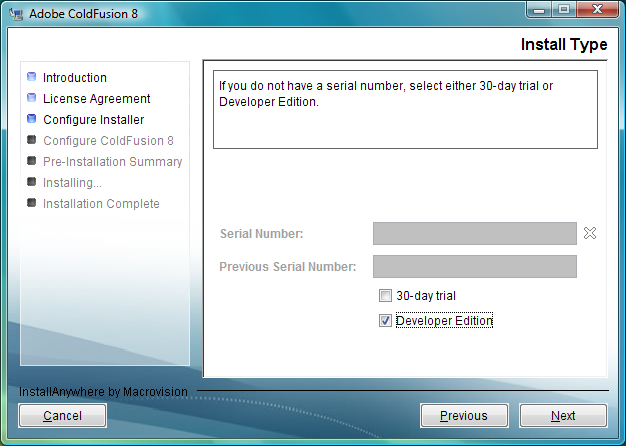 Adobe ColdFusion 8
Install Type
Introduction
License Agreement
Configure Installer
Configure ColdFusion 8
Pre-Installation Summary
Installing...
Installation Complete
If you do not have a serial number, select either 30-day trial or
Developer Edition.
Serial Number:
Previous Serial Number:
30-day trial
Developer Edition
InstallAnywhere by Macrovision
Cancel
Previous
Next